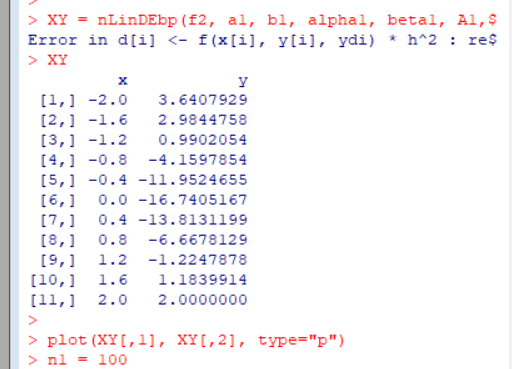 > XY = nLinDEbp(f2, a1, b1, alpha1, beta1, A1,$
Error in d[i] <- f(x[i], y[i], ydi) * h^2 : re$
> XY
x y
[1,] -2.0 3.6407929
[2,] -1.6 2.9844758
[3,] -1.2 0.9902054
[4,] -0.8 -4.1597854
[5,] -0.4 -11.9524655
[6,] 0.0 -16.7405167
[7,] 0.4 -13.8131199
[8,] 0.8 -6.6678129
[9,] 1.2 -1.2247878
[10,] 1.6 1.1839914
[11,] 2.0 2.0000000
>
> plot(XY[,1], XY[,2], type="p")
> n1 = 100